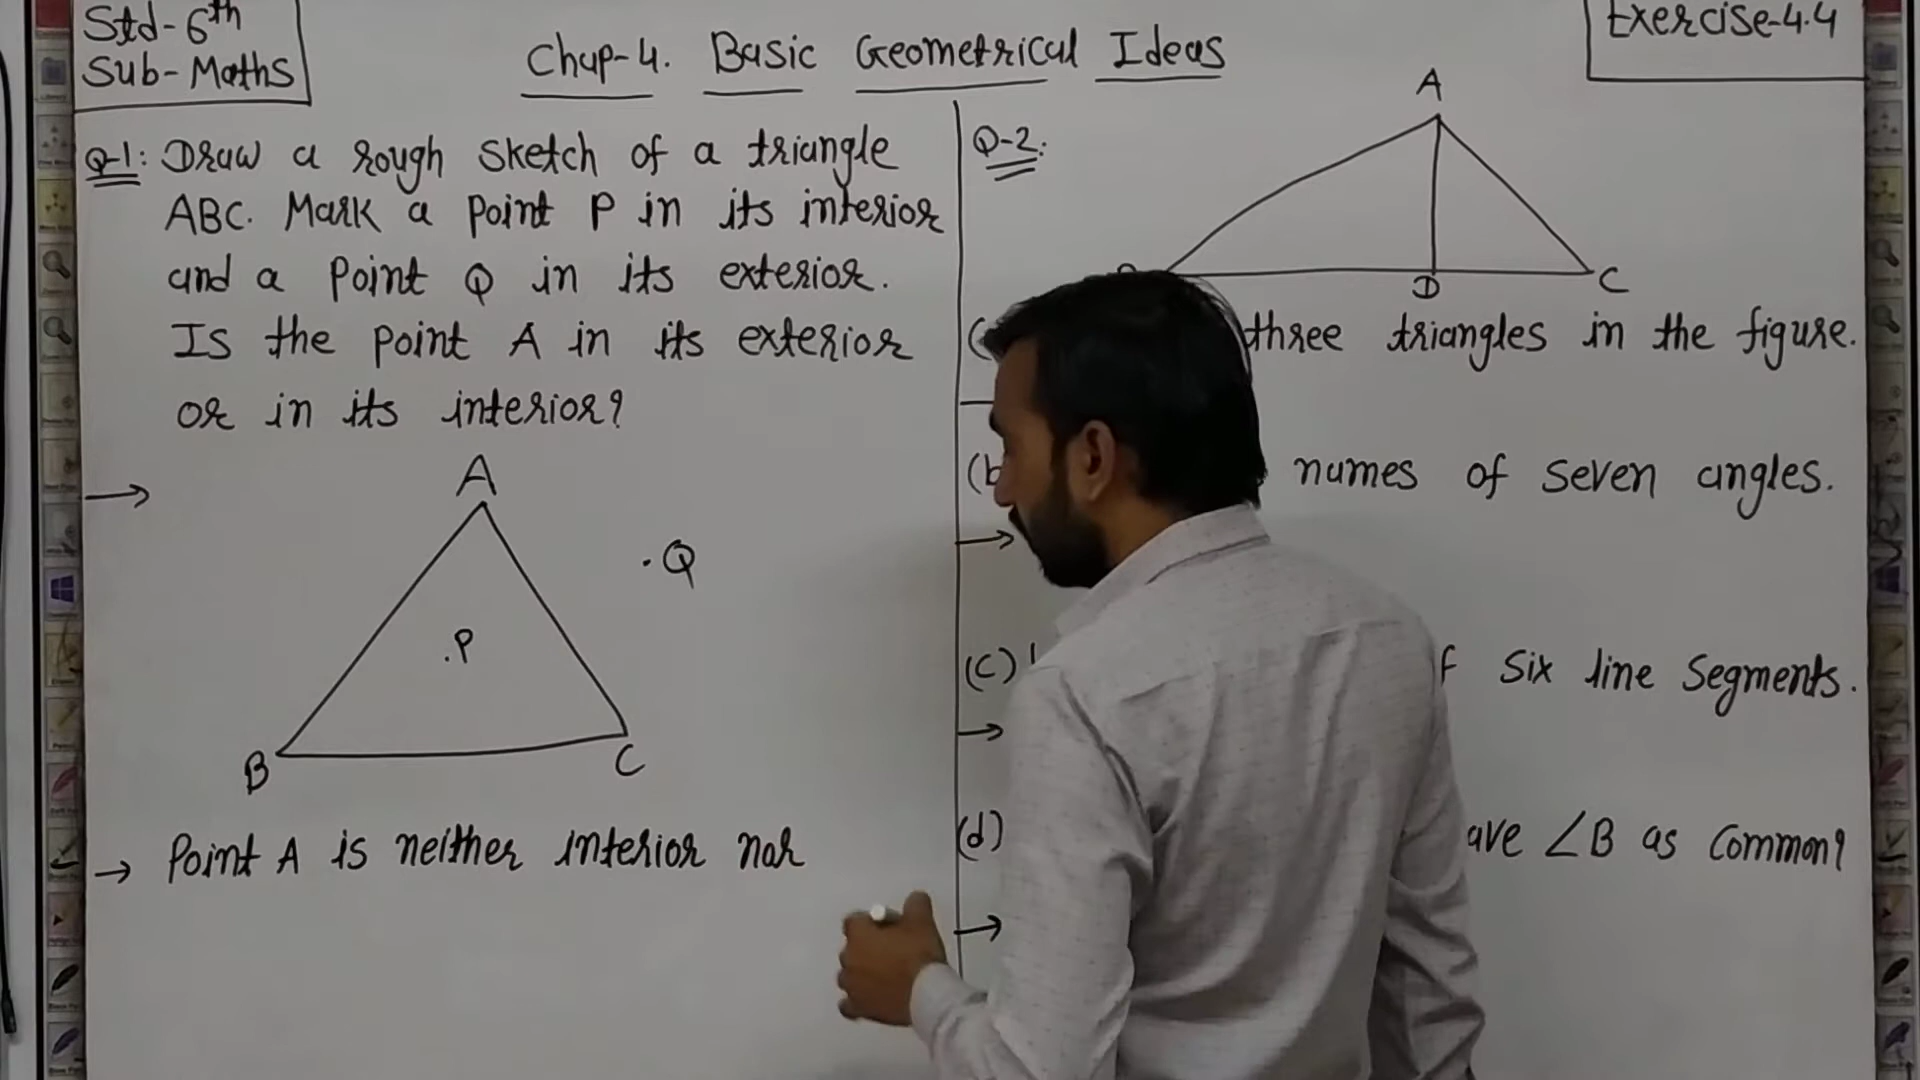 Std-6th
Sub-Maths
Chap-4. Basic Geometrical Ideas
Exercise-4.4
Q-1: Draw a rough sketch of a triangle
ABC. Mark a point P in its interior
and a point Q in its exterior.
Is the point A in its exterior
or in its interior?
A
Q
P
B
C
Point A is neither interior nor
Q-2:
A
D
C
three triangles in the figure.
(b names of seven angles.
(c) six line segments.
(d) ave ∠B as common?